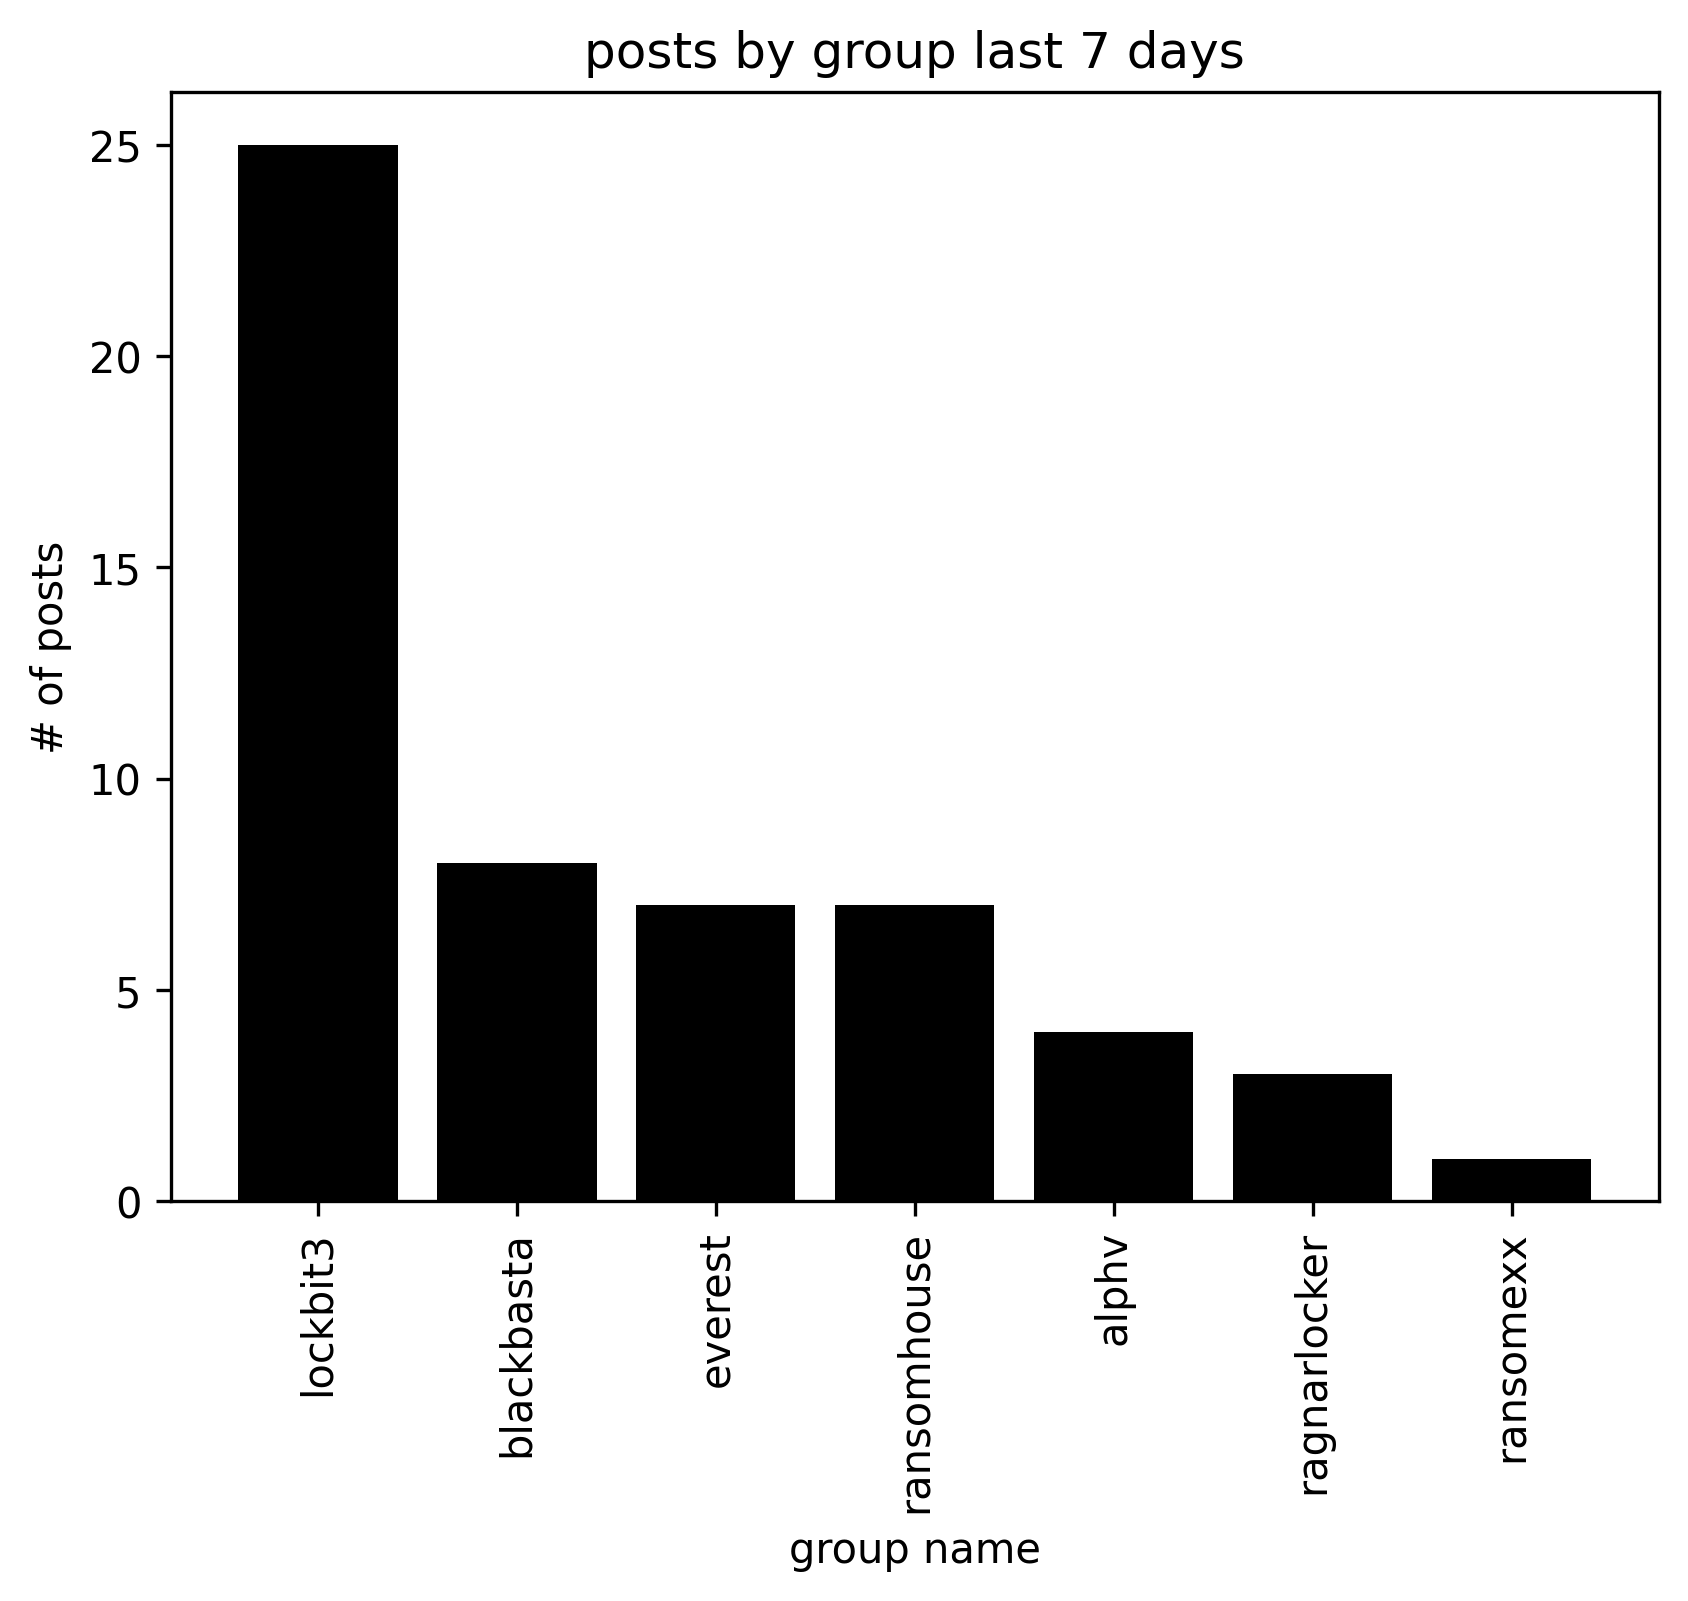 posts by group last 7 days
# of posts
25
20
15
10
5
0
lockbit3
blackbasta
everest
ransomhouse
alphv
ragnarlocker
ransomexx
group name